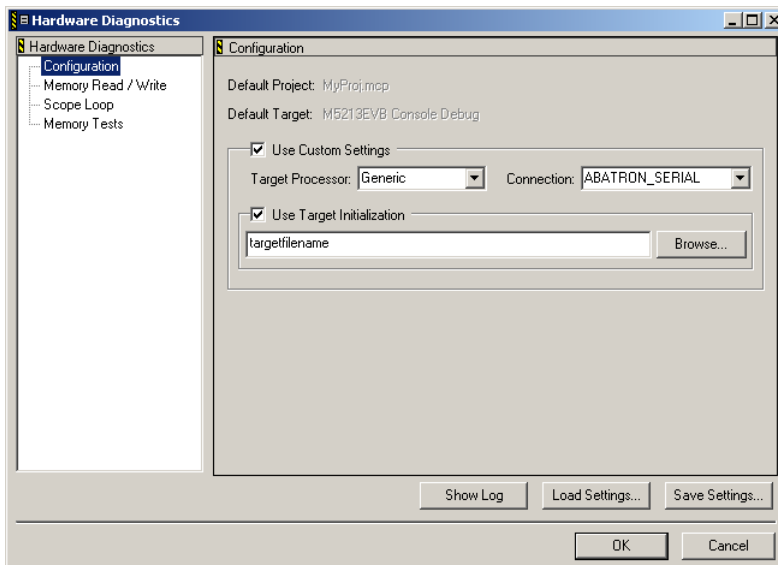 Hardware Diagnostics
Hardware Diagnostics
Configuration
Memory Read / Write
Scope Loop
Memory Tests
Configuration
Default Project: MyProj.mcp
Default Target: M5213EVB Console Debug
Use Custom Settings
Target Processor: Generic Connection: ABATRON_SERIAL
Use Target Initialization
targetfilename Browse...
Show Log Load Settings... Save Settings...
OK Cancel